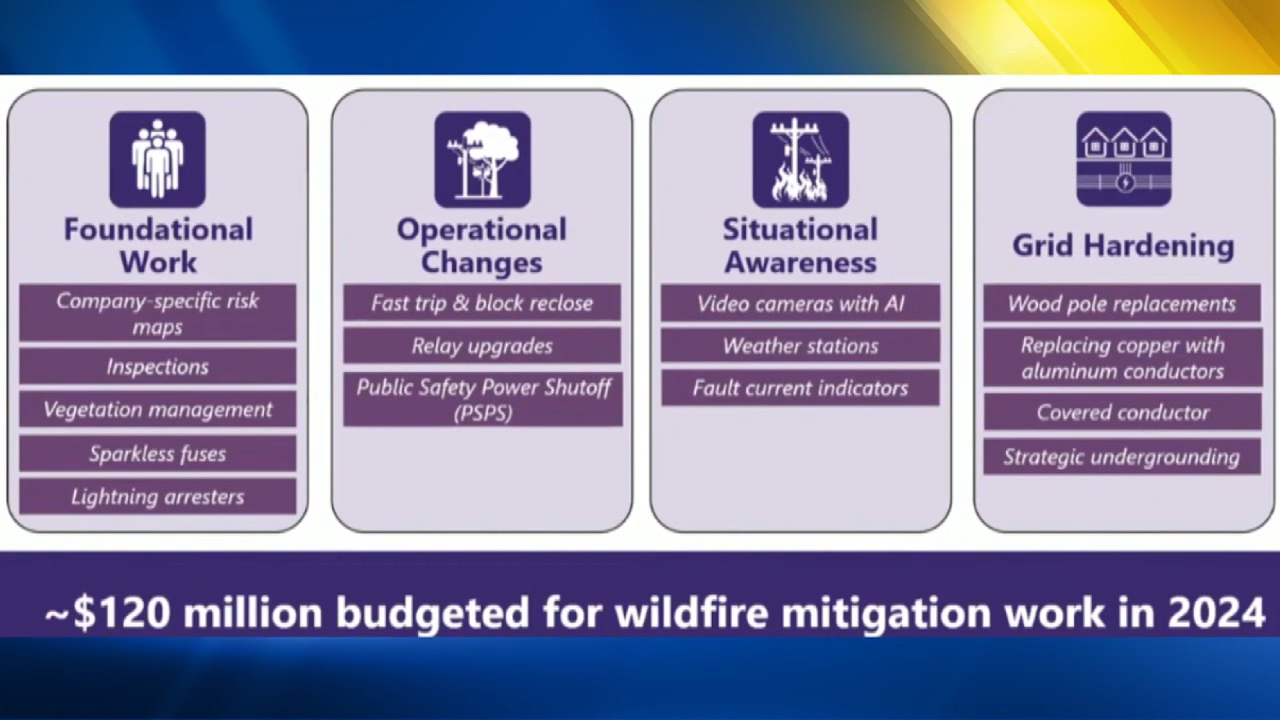 Foundational
Work
Company-specific risk
maps
Inspections
Vegetation management
Sparkless fuses
Lightning arresters
Operational
Changes
Fast trip & block reclose
Relay upgrades
Public Safety Power Shutoff
(PSPS)
Situational
Awareness
Video cameras with AI
Weather stations
Fault current indicators
Grid Hardening
Wood pole replacements
Replacing copper with
aluminum conductors
Covered conductor
Strategic undergrounding
~$120 million budgeted for wildfire mitigation work in 2024